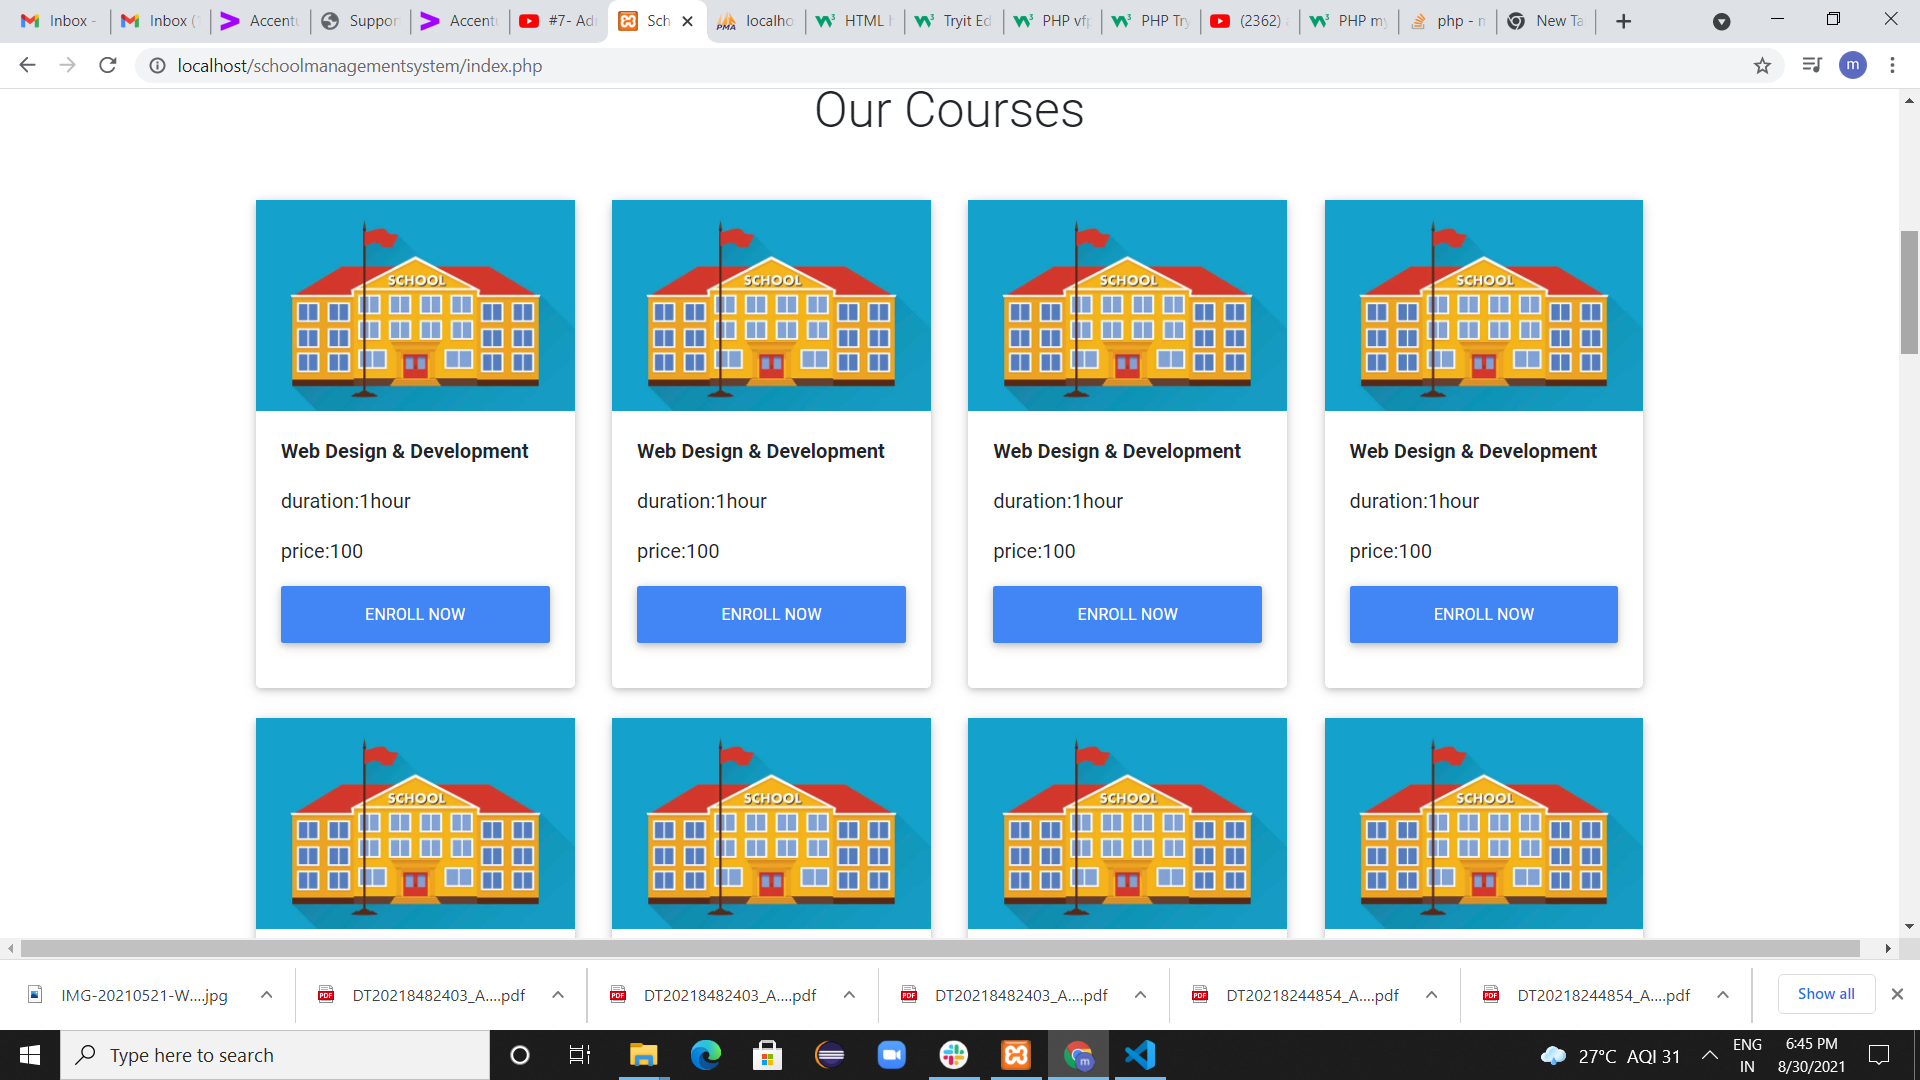 Inbox - Inbox ( Accent Suppor Accent #7- Ad Sch localho HTML Tryit Ed PHP vf PHP Try (2362) PHP my php - m New Ta
localhost/schoolmanagementsystem/index.php m
Our Courses
SCHOOL SCHOOL SCHOOL SCHOOL
Web Design & Development Web Design & Development Web Design & Development Web Design & Development
duration:1hour duration:1hour duration:1hour duration:1hour
price:100 price:100 price:100 price:100
ENROLL NOW ENROLL NOW ENROLL NOW ENROLL NOW
SCHOOL SCHOOL SCHOOL SCHOOL
IMG-20210521-W....jpg DT20218482403_A....pdf DT20218482403_A....pdf DT20218482403_A....pdf DT20218244854_A....pdf DT20218244854_A....pdf Show all
Type here to search 27°C AQI 31 ENG 6:45 PM
IN 8/30/2021